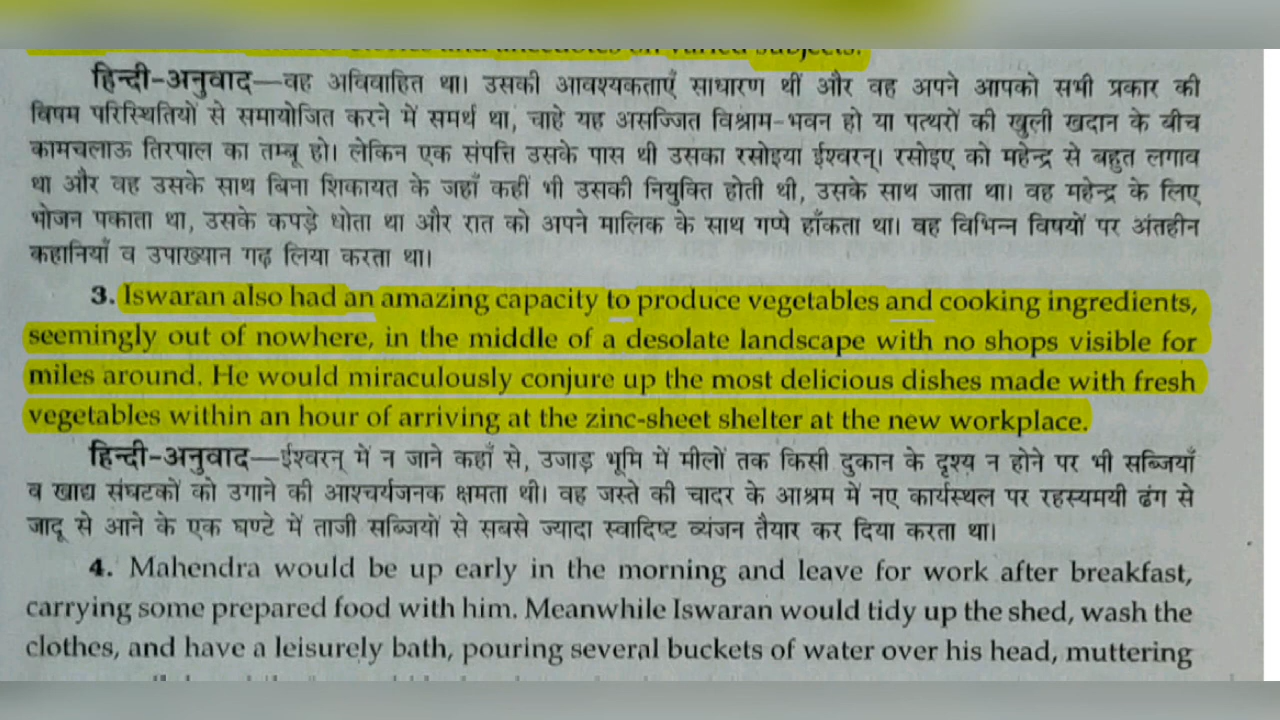 and anecdotes on varied subjects.
हिन्दी-अनुवाद—वह अविवाहित था। उसकी आवश्यकताएँ साधारण थीं और वह अपने आपको सभी प्रकार की
विषम परिस्थितियों से समायोजित करने में समर्थ था, चाहे यह असज्जित विश्राम-भवन हो या पत्थरों की खुली खदान के बीच
कामचलाऊ तिरपाल का तम्बू हो। लेकिन एक संपत्ति उसके पास थी उसका रसोइया ईश्वरन्। रसोइए को महेन्द्र से बहुत लगाव
था और वह उसके साथ बिना शिकायत के जहाँ कहीं भी उसकी नियुक्ति होती थी, उसके साथ जाता था। वह महेन्द्र के लिए
भोजन पकाता था, उसके कपड़े धोता था और रात को अपने मालिक के साथ गप्पे हाँकता था। वह विभिन्न विषयों पर अंतहीन
कहानियाँ व उपाख्यान गढ़ लिया करता था।
3. Iswaran also had an amazing capacity to produce vegetables and cooking ingredients,
seemingly out of nowhere, in the middle of a desolate landscape with no shops visible for
miles around. He would miraculously conjure up the most delicious dishes made with fresh
vegetables within an hour of arriving at the zinc-sheet shelter at the new workplace.
हिन्दी-अनुवाद—ईश्वरन् में न जाने कहाँ से, उजाड़ भूमि में मीलों तक किसी दुकान के दृश्य न होने पर भी सब्जियाँ
व खाद्य संघटकों को उगाने की आश्चर्यजनक क्षमता थी। वह जस्ते की चादर के आश्रम में नए कार्यस्थल पर रहस्यमयी ढंग से
जादू से आने के एक घण्टे में ताजी सब्जियों से सबसे ज्यादा स्वादिष्ट व्यंजन तैयार कर दिया करता था।
4. Mahendra would be up early in the morning and leave for work after breakfast,
carrying some prepared food with him. Meanwhile Iswaran would tidy up the shed, wash the
clothes, and have a leisurely bath, pouring several buckets of water over his head, muttering